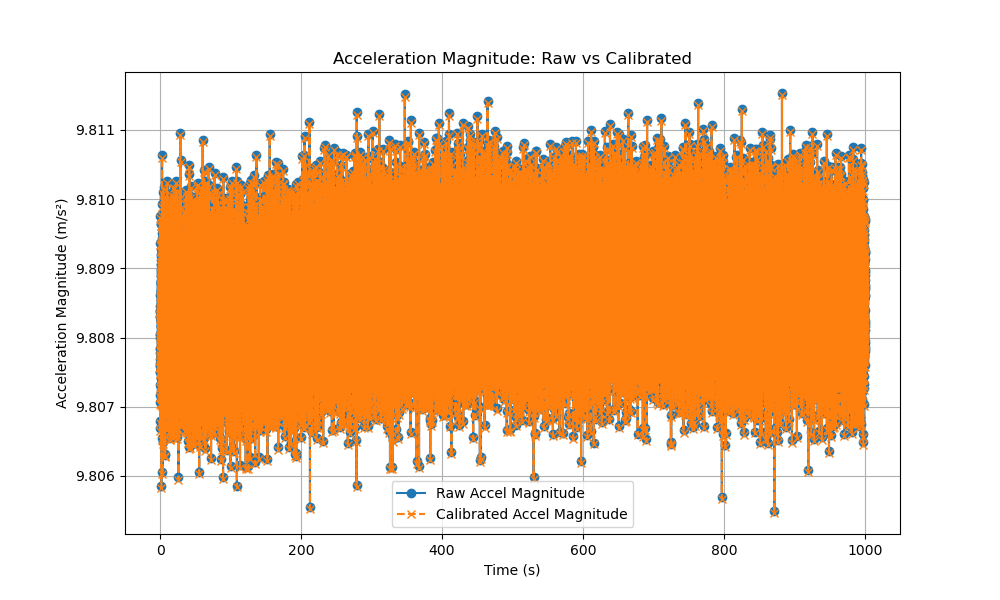 Acceleration Magnitude: Raw vs Calibrated
Acceleration Magnitude (m/s²)
9.811
9.810
9.809
9.808
9.807
9.806
Raw Accel Magnitude
Calibrated Accel Magnitude
0
200
400
600
800
1000
Time (s)